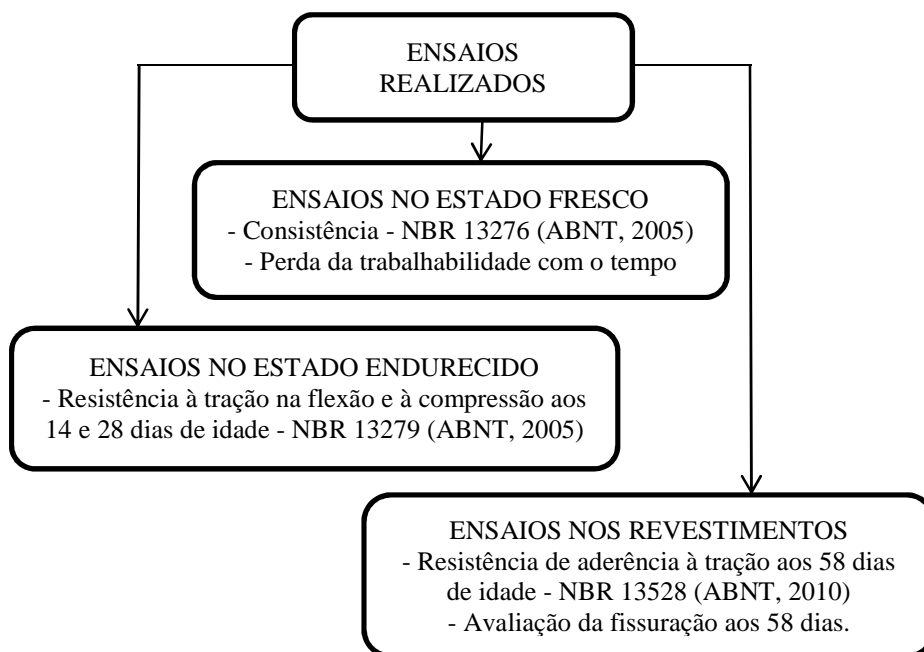 ENSAIOS
REALIZADOS
ENSAIOS NO ESTADO FRESCO
- Consistência - NBR 13276 (ABNT, 2005)
- Perda da trabalhabilidade com o tempo
ENSAIOS NO ESTADO ENDURECIDO
- Resistência à tração na flexão e à compressão aos
14 e 28 dias de idade - NBR 13279 (ABNT, 2005)
ENSAIOS NOS REVESTIMENTOS
- Resistência de aderência à tração aos 58 dias
de idade - NBR 13528 (ABNT, 2010)
- Avaliação da fissuração aos 58 dias.